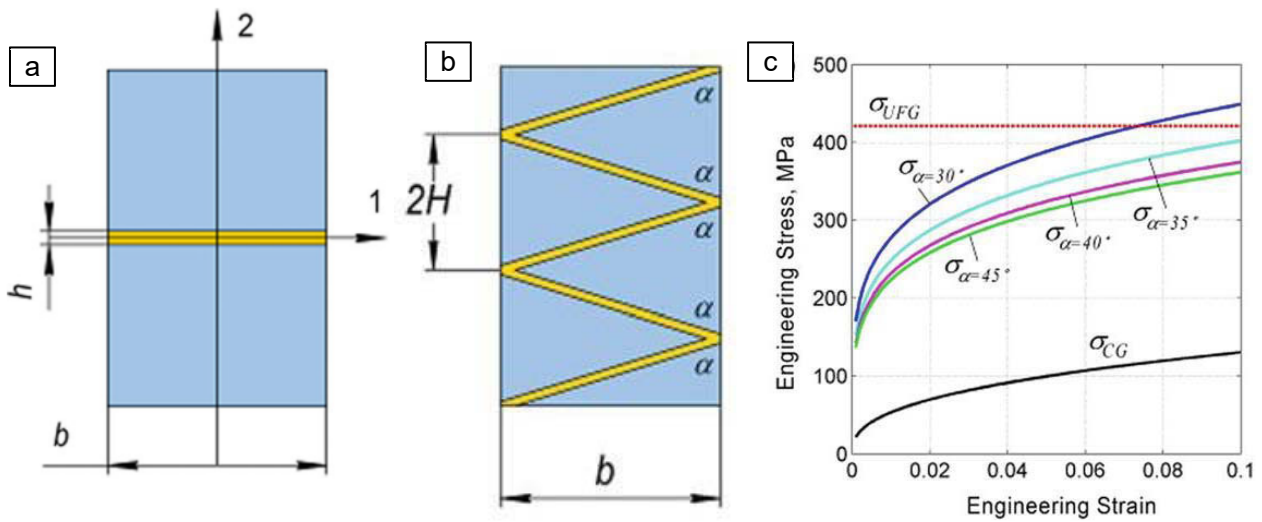 a
2
1
h
b
b
α
α
α
α
α
2H
b
c
500
400
300
200
100
0
σUFG
σα=30°
σα=35°
σα=40°
σα=45°
σCG
0
0.02
0.04
0.06
0.08
0.1
Engineering Stress, MPa
Engineering Strain